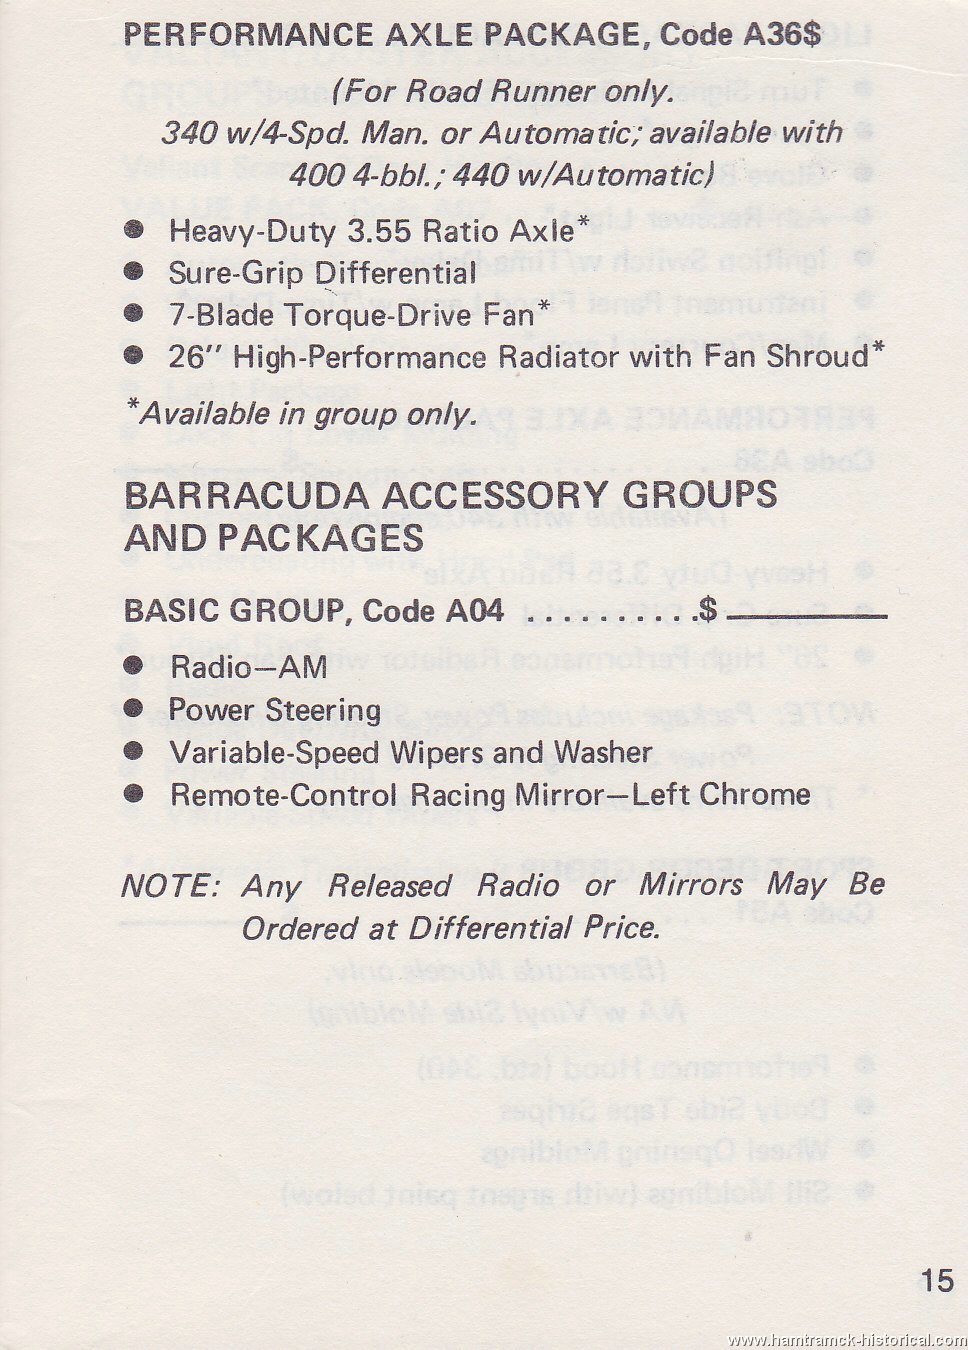 PERFORMANCE AXLE PACKAGE, Code A36$
(For Road Runner only.
340 w/4-Spd. Man. or Automatic; available with
400 4-bbl.; 440 w/Automatic)
● Heavy-Duty 3.55 Ratio Axle*
● Sure-Grip Differential
● 7-Blade Torque-Drive Fan*
● 26″ High-Performance Radiator with Fan Shroud*
*Available in group only.
BARRACUDA ACCESSORY GROUPS
AND PACKAGES
BASIC GROUP, Code A04 ..........$ ________
● Radio—AM
● Power Steering
● Variable-Speed Wipers and Washer
● Remote-Control Racing Mirror—Left Chrome
NOTE: Any Released Radio or Mirrors May Be
Ordered at Differential Price.
15
www.hamtramck-historical.com